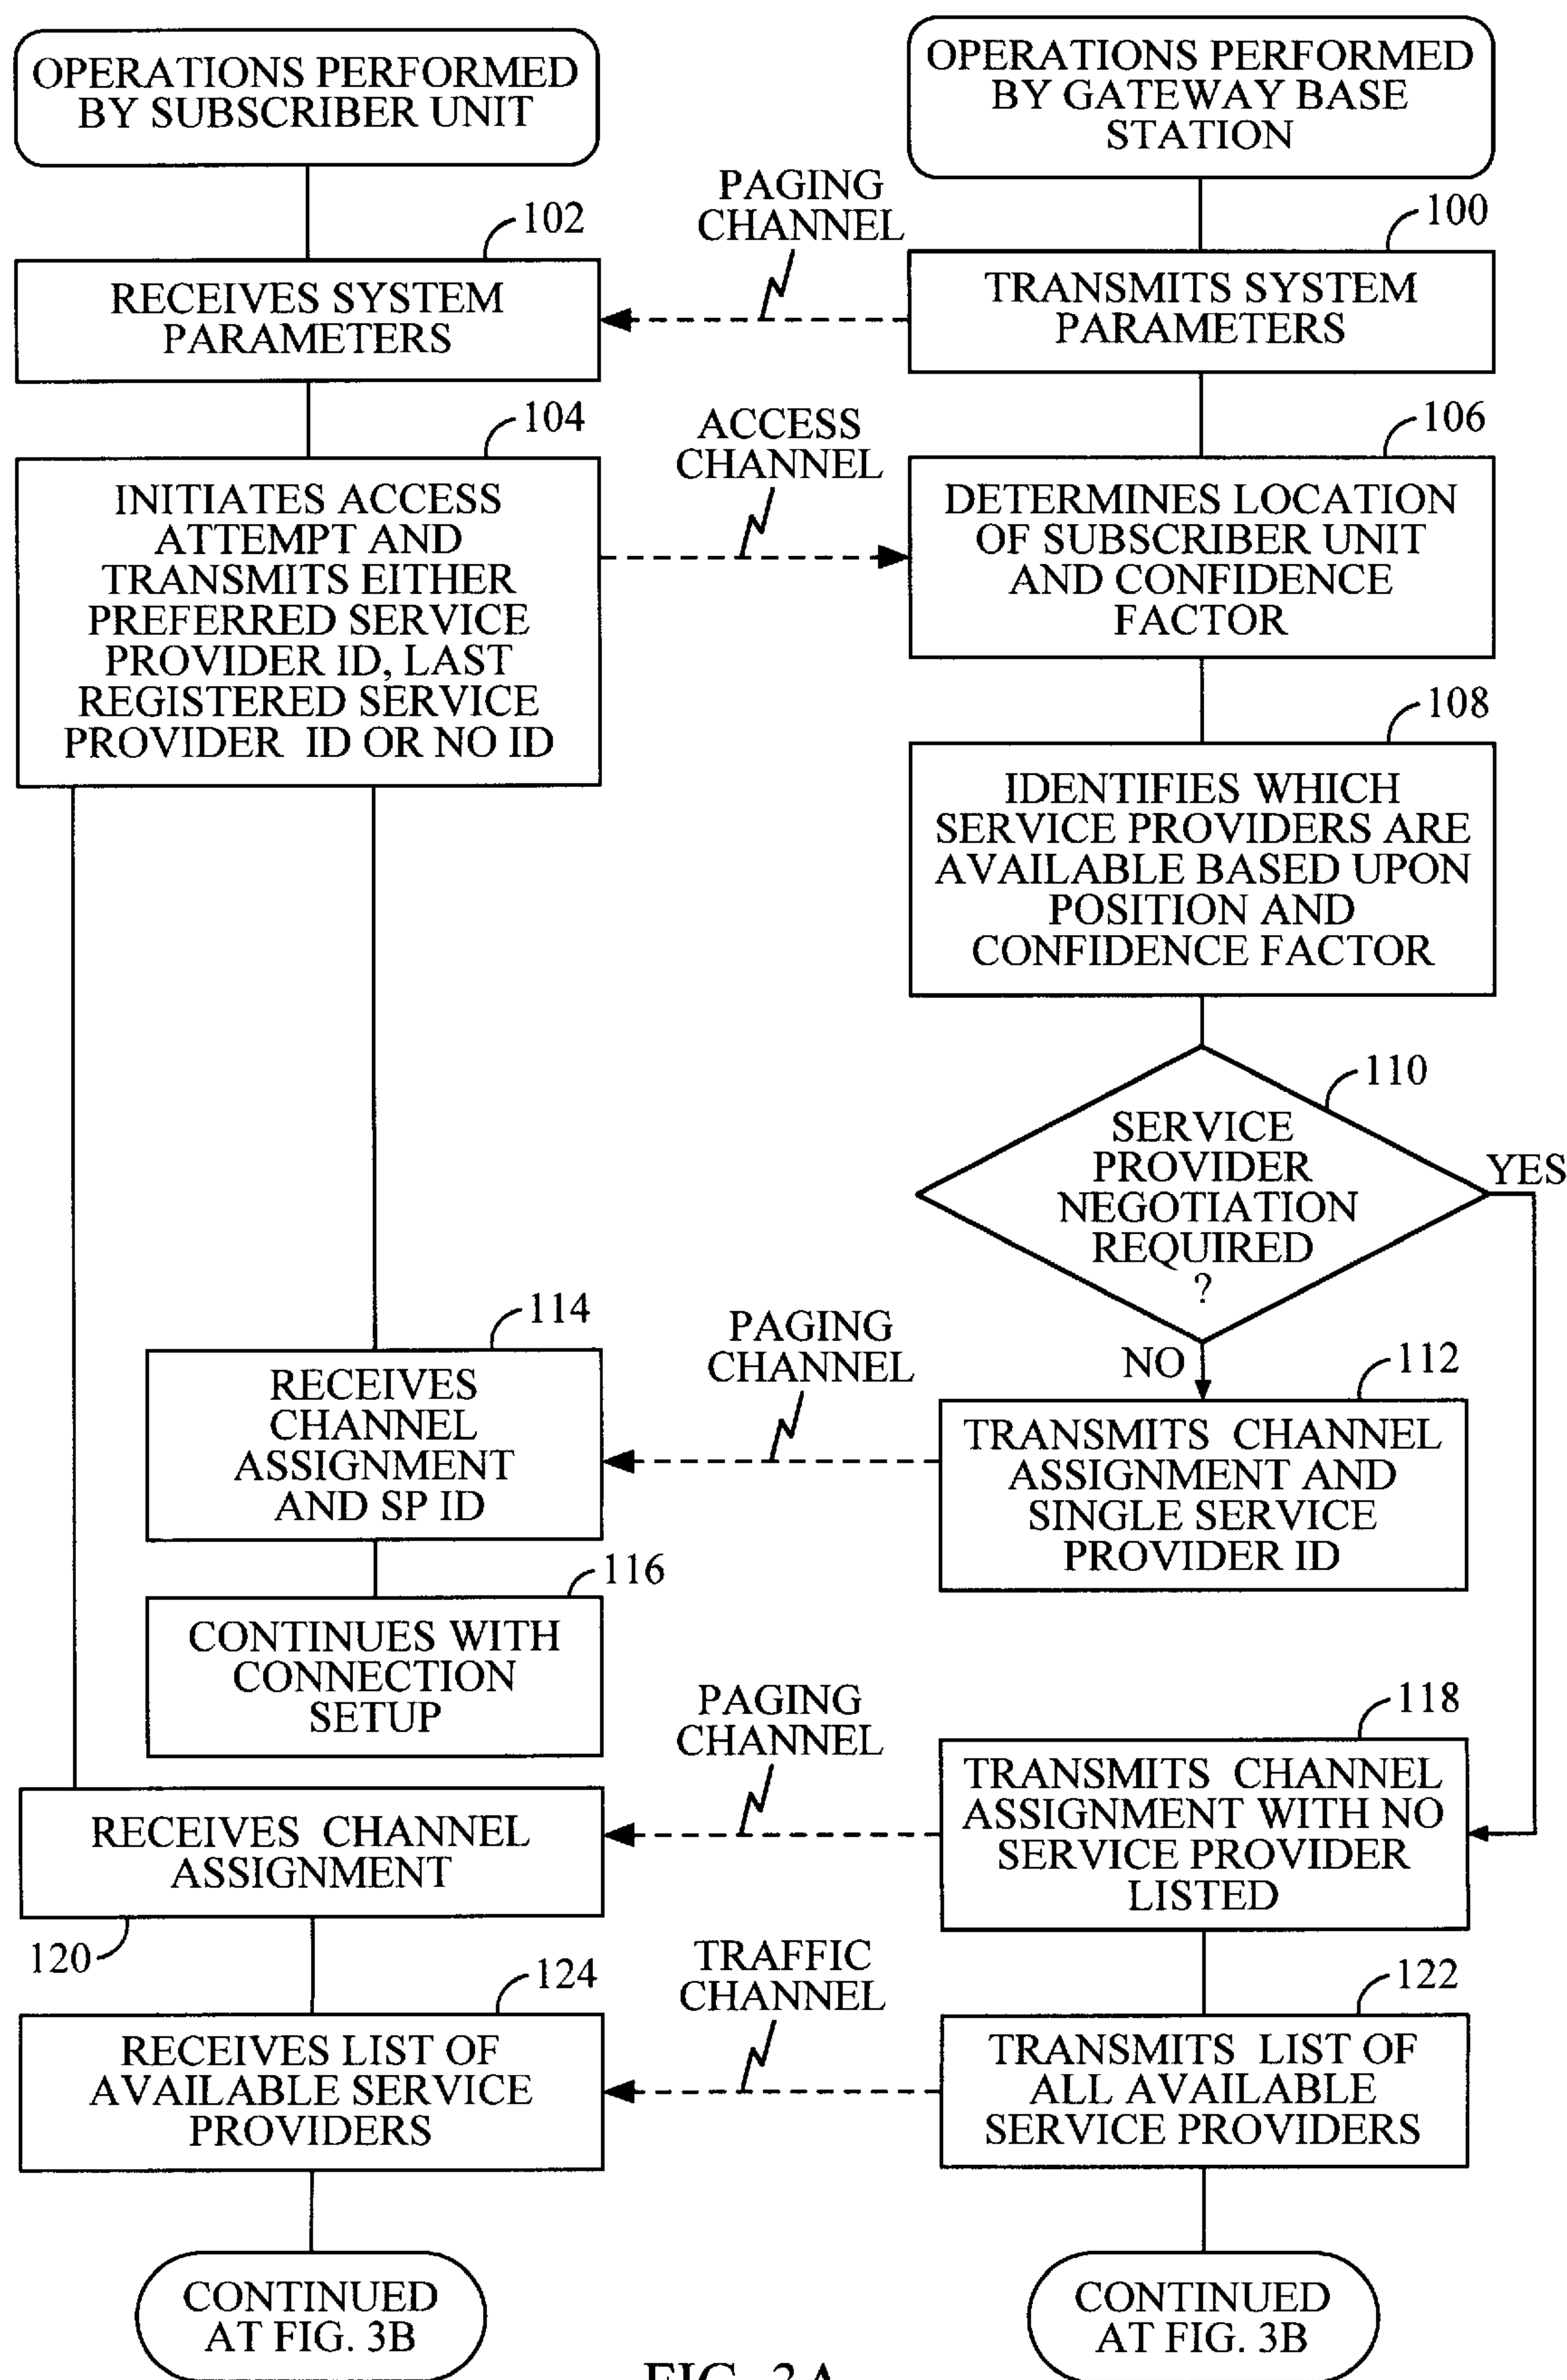 OPERATIONS PERFORMED
BY SUBSCRIBER UNIT
OPERATIONS PERFORMED
BY GATEWAY BASE
STATION
PAGING
CHANNEL
102
RECEIVES SYSTEM
PARAMETERS
100
TRANSMITS SYSTEM
PARAMETERS
104
INITIATES ACCESS
ATTEMPT AND
TRANSMITS EITHER
PREFERRED SERVICE
PROVIDER ID, LAST
REGISTERED SERVICE
PROVIDER ID OR NO ID
ACCESS
CHANNEL
106
DETERMINES LOCATION
OF SUBSCRIBER UNIT
AND CONFIDENCE
FACTOR
108
IDENTIFIES WHICH
SERVICE PROVIDERS ARE
AVAILABLE BASED UPON
POSITION AND
CONFIDENCE FACTOR
110
SERVICE
PROVIDER
NEGOTIATION
REQUIRED
?
YES
NO
114
RECEIVES
CHANNEL
ASSIGNMENT
AND SP ID
PAGING
CHANNEL
112
TRANSMITS CHANNEL
ASSIGNMENT AND
SINGLE SERVICE
PROVIDER ID
116
CONTINUES WITH
CONNECTION
SETUP
PAGING
CHANNEL
118
TRANSMITS CHANNEL
ASSIGNMENT WITH NO
SERVICE PROVIDER
LISTED
RECEIVES CHANNEL
ASSIGNMENT
120
TRAFFIC
CHANNEL
124
RECEIVES LIST OF
AVAILABLE SERVICE
PROVIDERS
122
TRANSMITS LIST OF
ALL AVAILABLE
SERVICE PROVIDERS
CONTINUED
AT FIG. 3B
CONTINUED
AT FIG. 3B
FIG. 3A